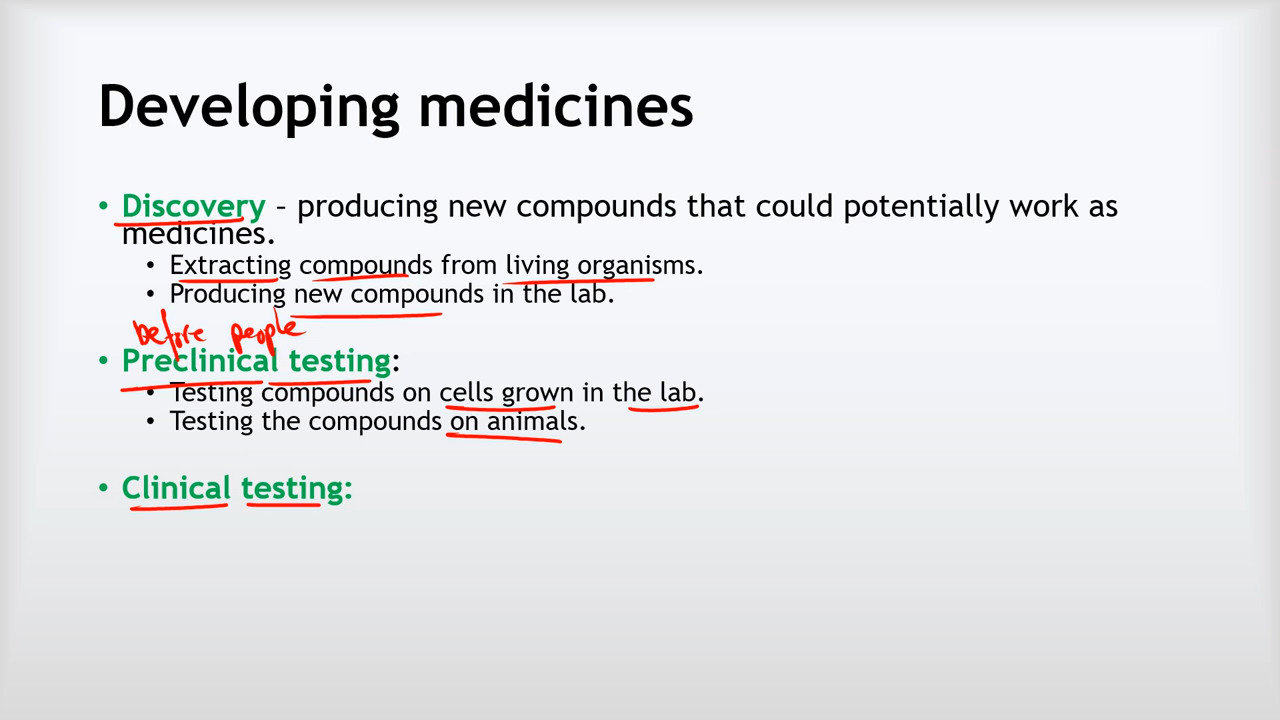 Developing medicines
• Discovery – producing new compounds that could potentially work as
medicines.
• Extracting compounds from living organisms.
• Producing new compounds in the lab.
before people
• Preclinical testing:
• Testing compounds on cells grown in the lab.
• Testing the compounds on animals.
• Clinical testing: